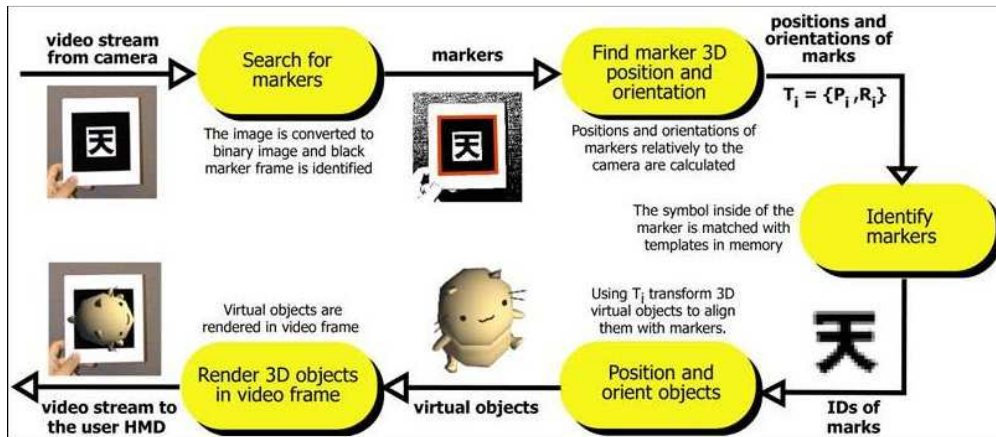 video stream
from camera
Search for
markers
The image is converted to
binary image and black
marker frame is identified
markers
Find marker 3D
position and
orientation
Positions and orientations of
markers relatively to the
camera are calculated
positions and
orientations of
marks
Ti = {Pi ,Ri}
天
天
The symbol inside of the
marker is matched with
templates in memory
Identify
markers
天
IDs of
marks
Using Ti transform 3D
virtual objects to align
them with markers.
Position and
orient objects
virtual objects
Virtual objects are
rendered in video frame
Render 3D objects
in video frame
video stream to
the user HMD